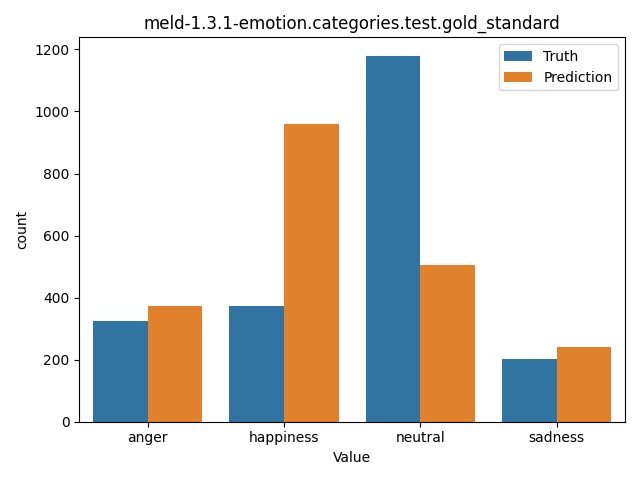 meld-1.3.1-emotion.categories.test.gold_standard
Truth
Prediction
1200
1000
800
600
400
200
0
count
anger happiness neutral sadness
Value